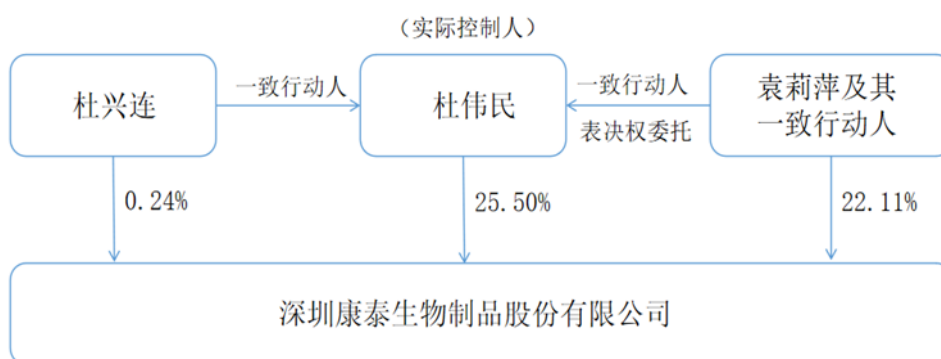 （实际控制人）
杜兴连
一致行动人
杜伟民
一致行动人
表决权委托
袁莉萍及其
一致行动人
0.24%
25.50%
22.11%
深圳康泰生物制品股份有限公司